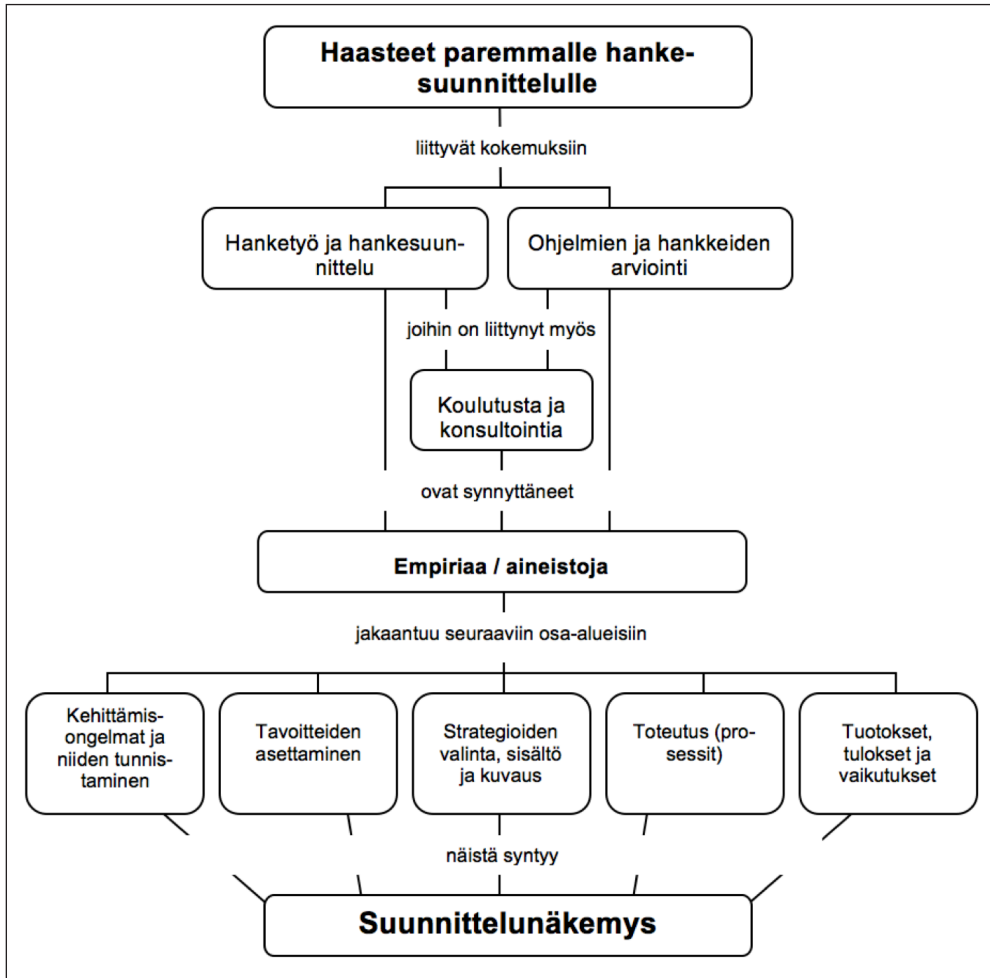 Haasteet paremmalle hanke-
suunnittelulle
liittyvät kokemuksiin
Hanketyö ja hankesuun-
nittelu
Ohjelmien ja hankkeiden
arviointi
joihin on liittynyt myös
Koulutusta ja
konsultointia
ovat synnyttäneet
Empiriaa / aineistoja
jakaantuu seuraaviin osa-alueisiin
Kehittämis-
ongelmat ja
niiden tunnis-
taminen
Tavoitteiden
asettaminen
Strategioiden
valinta, sisältö
ja kuvaus
Toteutus (pro-
sessit)
Tuotokset,
tulokset ja
vaikutukset
näistä syntyy
Suunnittelunäkemys